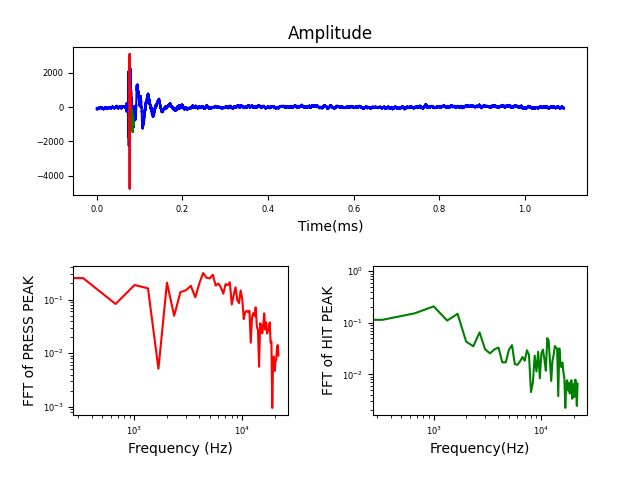 Amplitude
2000
0
−2000
−4000
0.0 0.2 0.4 0.6 0.8 1.0
Time(ms)
FFT of PRESS PEAK
10⁻¹
10⁻²
10⁻³
10³ 10⁴
Frequency (Hz)
FFT of HIT PEAK
10⁰
10⁻¹
10⁻²
10³ 10⁴
Frequency(Hz)